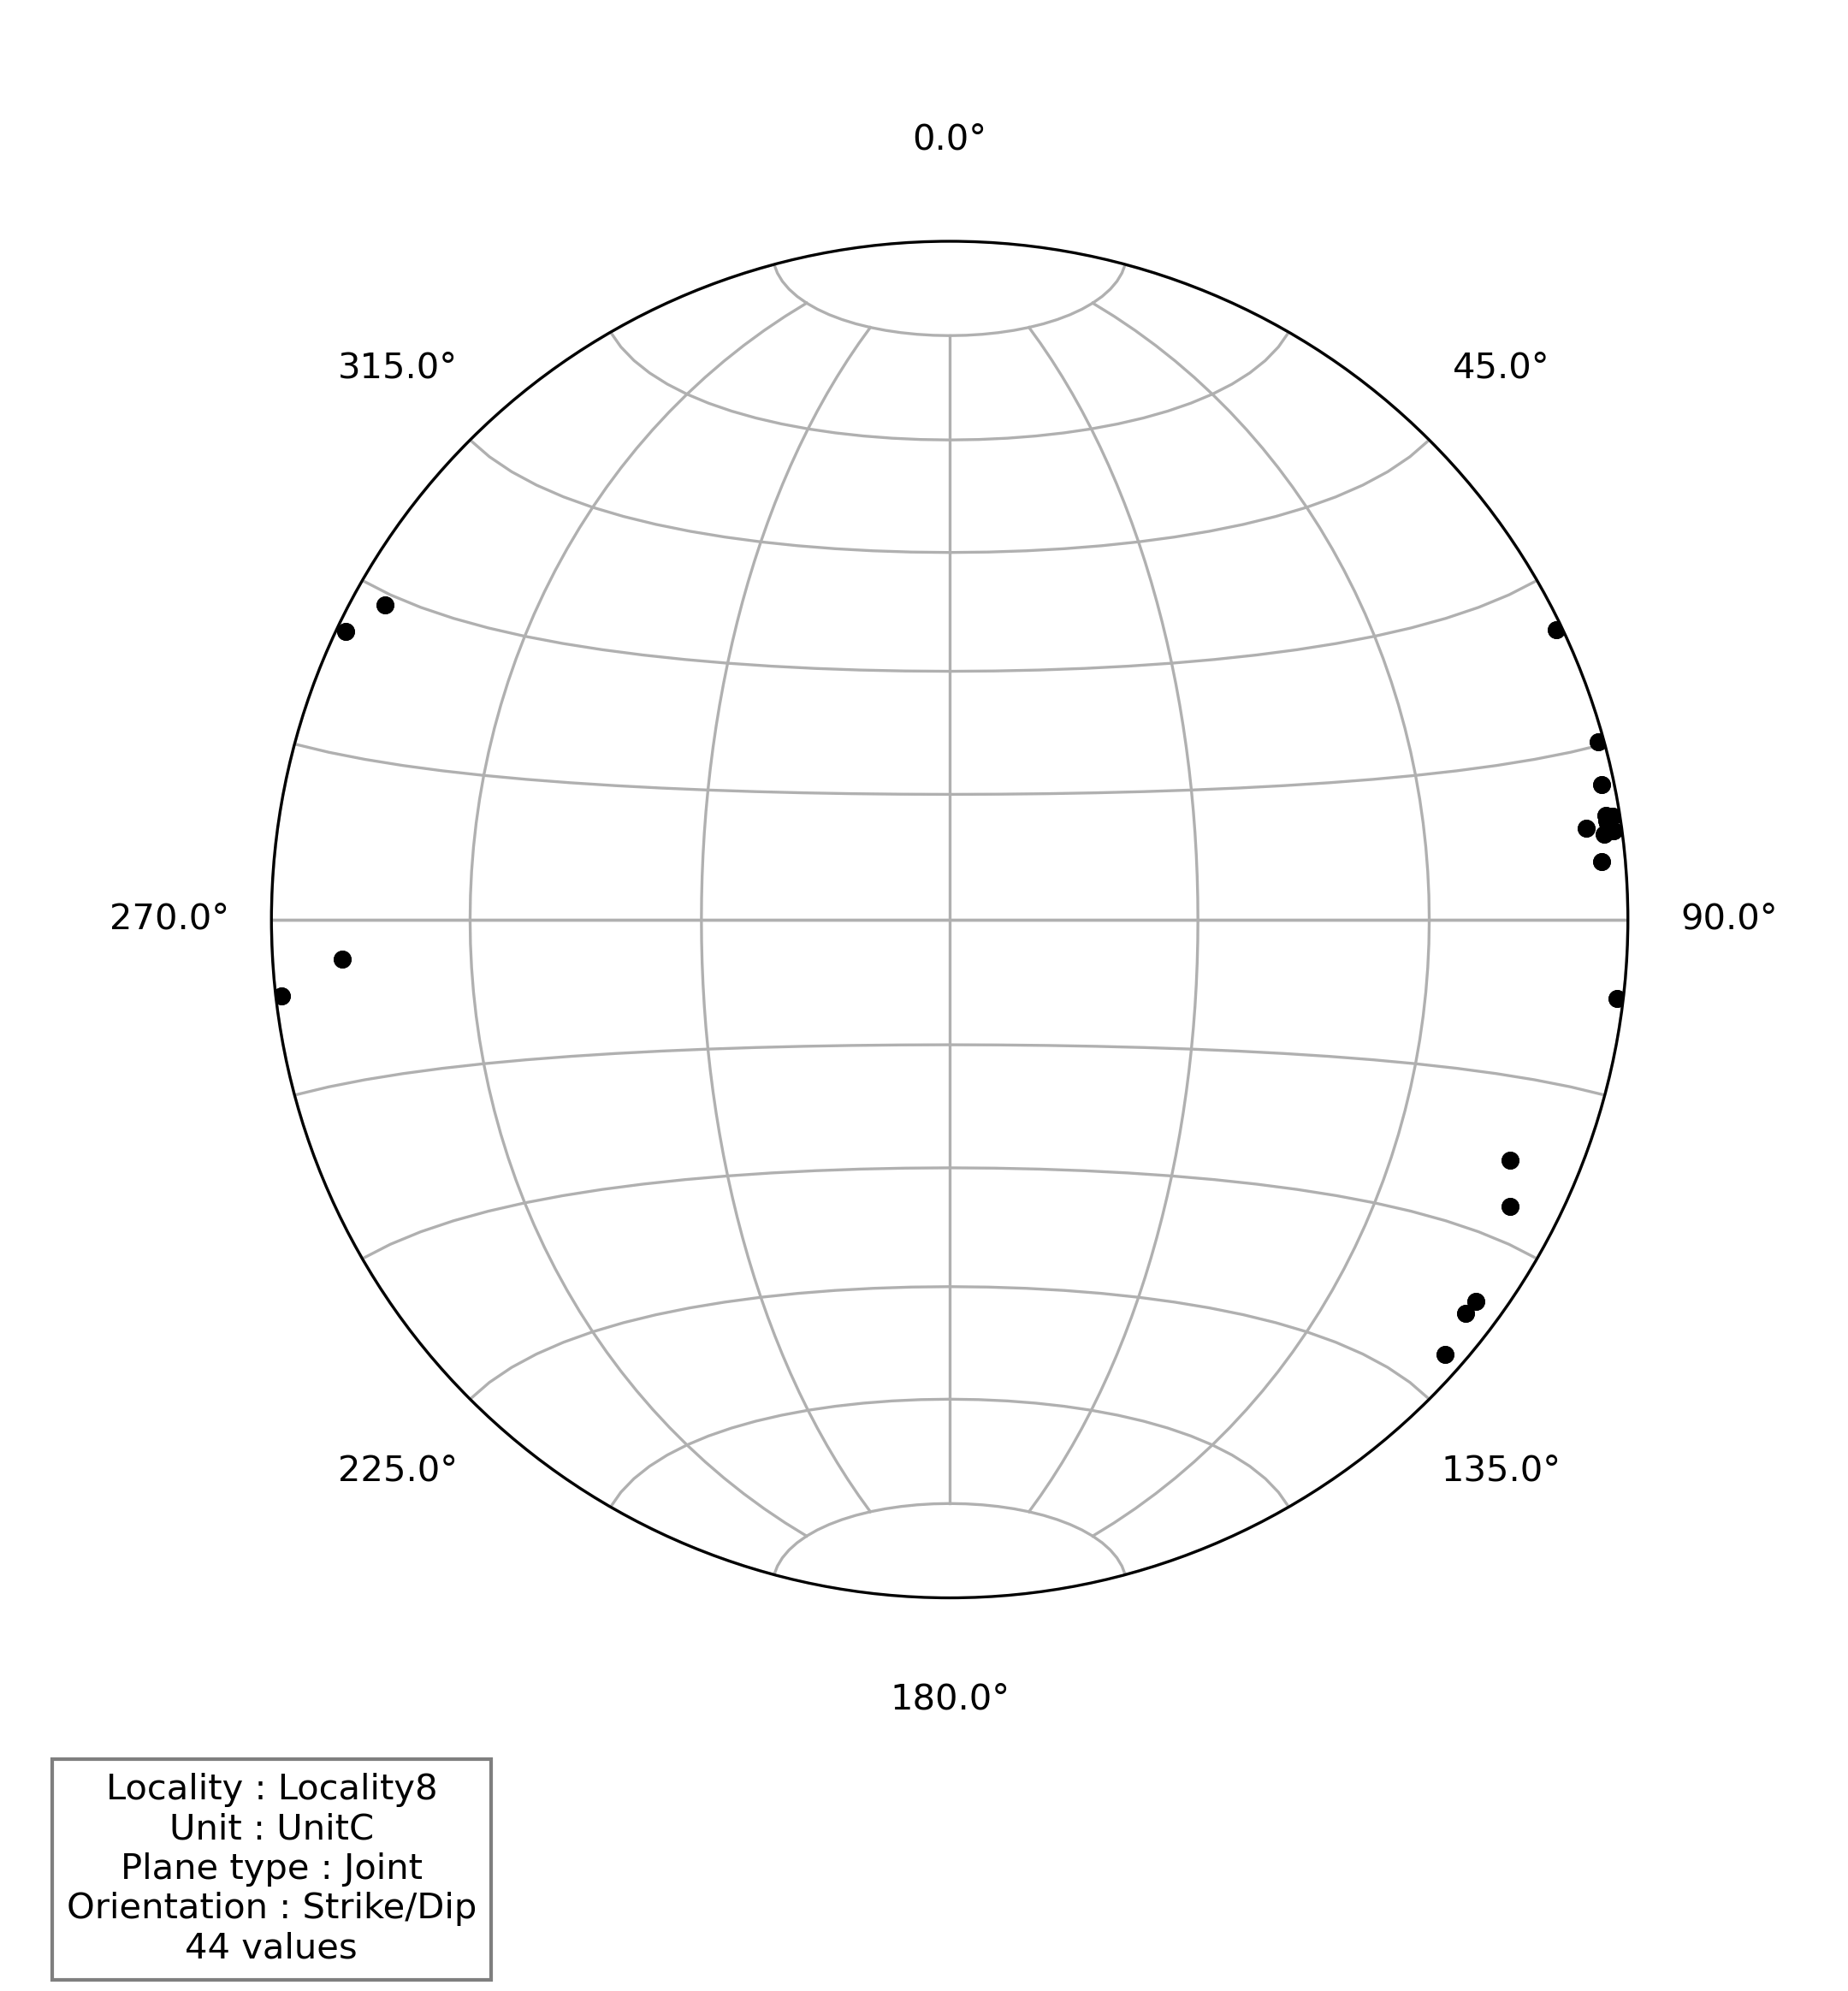 0.0°
315.0°
45.0°
270.0°
90.0°
225.0°
135.0°
180.0°
Locality : Locality8
Unit : UnitC
Plane type : Joint
Orientation : Strike/Dip
44 values